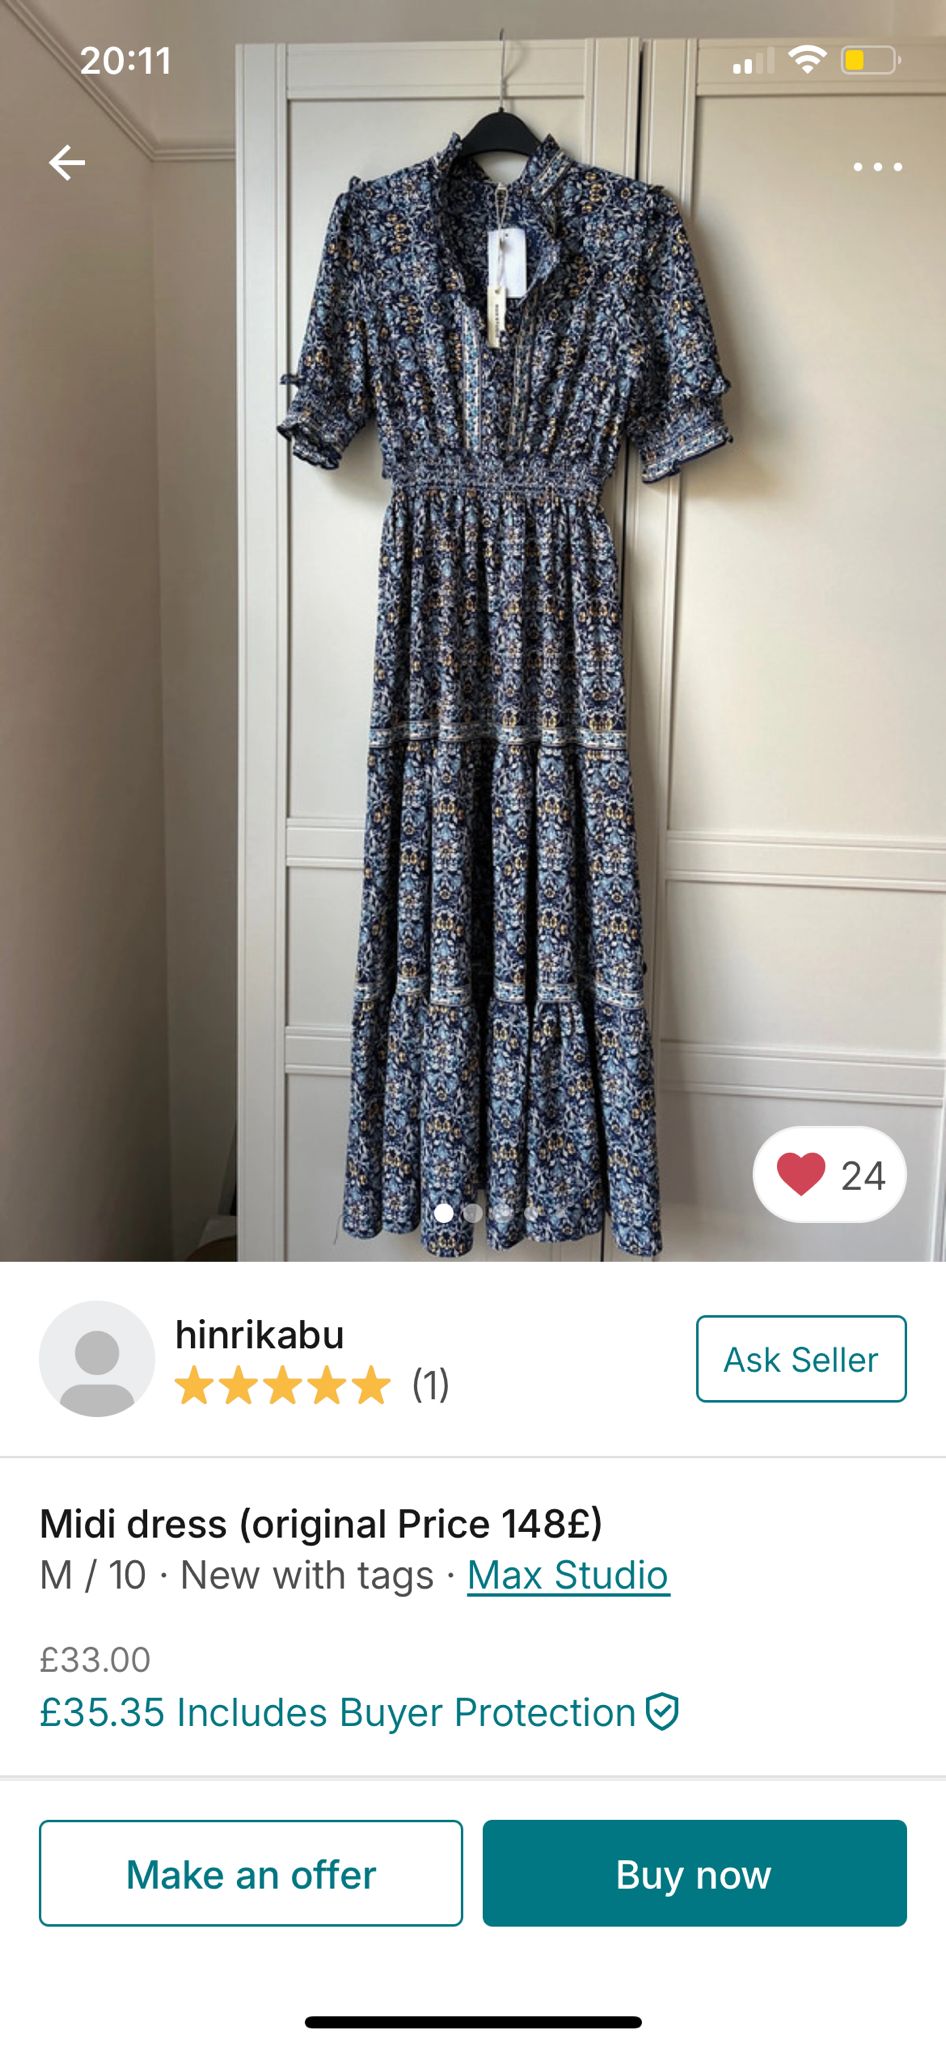 20:11
24
hinrikabu
(1)
Ask Seller
Midi dress (original Price 148£)
M / 10 · New with tags · Max Studio
£33.00
£35.35 Includes Buyer Protection
Make an offer
Buy now